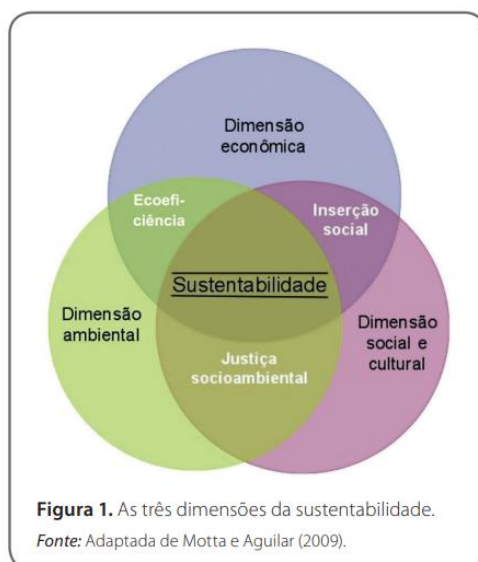 Dimensão
econômica
Ecoefi-
ciência
Inserção
social
Sustentabilidade
Dimensão
ambiental
Dimensão
social e
cultural
Justiça
socioambiental
Figura 1. As três dimensões da sustentabilidade.
Fonte: Adaptada de Motta e Aguilar (2009).